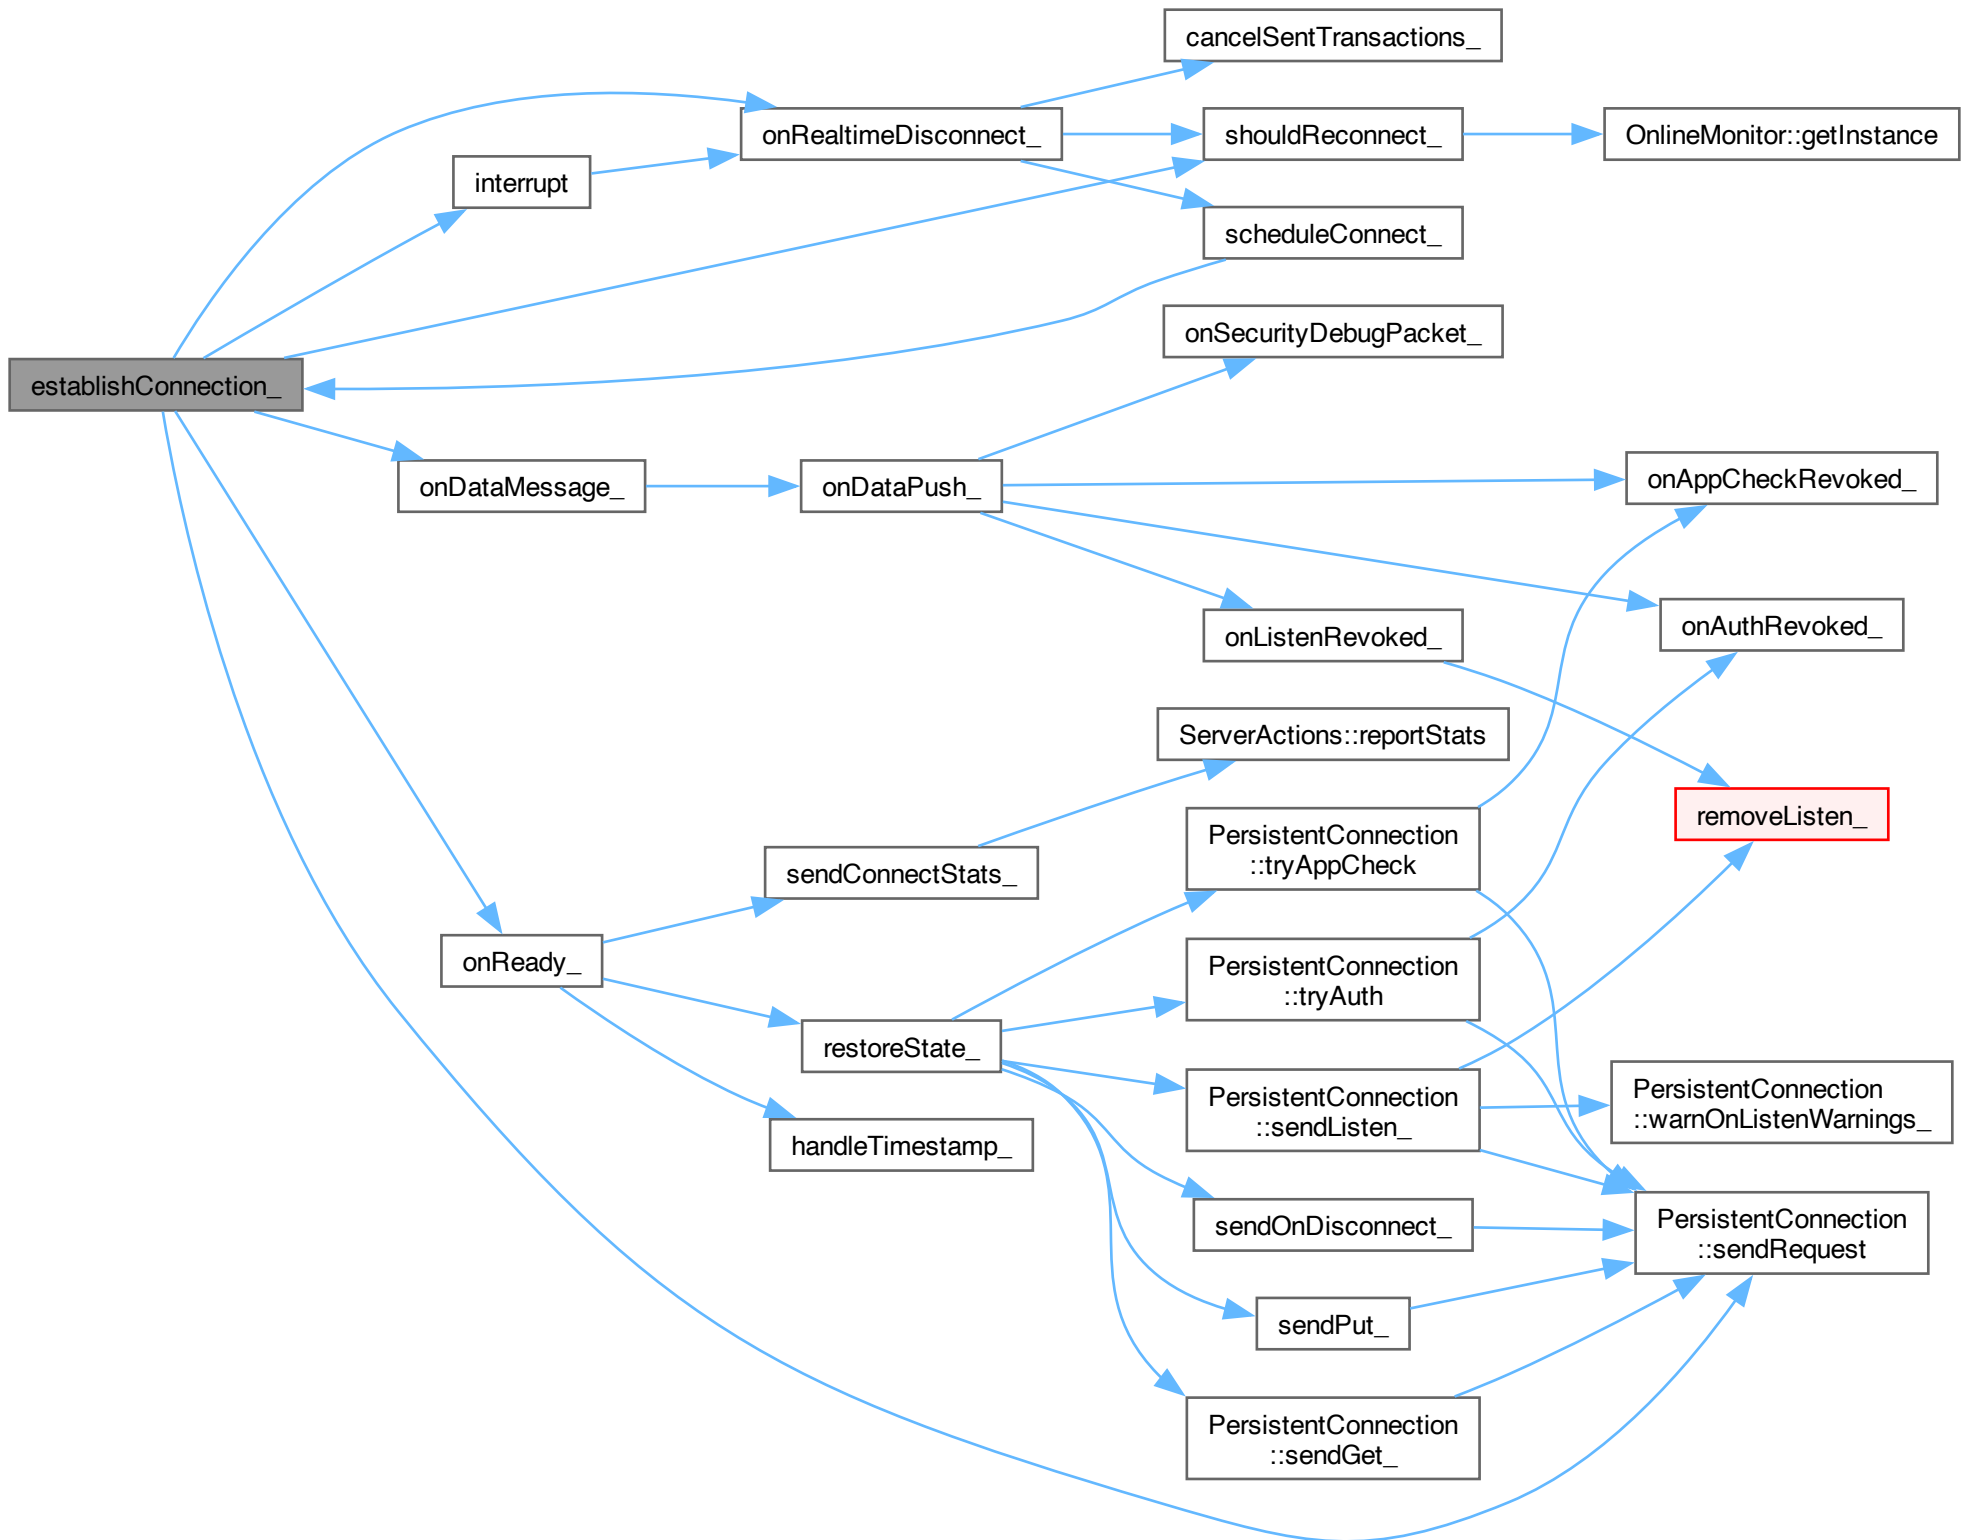 cancelSentTransactions_
onRealtimeDisconnect_
shouldReconnect_
OnlineMonitor::getInstance
interrupt
scheduleConnect_
onSecurityDebugPacket_
establishConnection_
onDataMessage_
onDataPush_
onAppCheckRevoked_
onListenRevoked_
onAuthRevoked_
ServerActions::reportStats
removeListen_
PersistentConnection
::tryAppCheck
sendConnectStats_
onReady_
PersistentConnection
::tryAuth
restoreState_
PersistentConnection
::sendListen_
PersistentConnection
::warnOnListenWarnings_
handleTimestamp_
sendOnDisconnect_
PersistentConnection
::sendRequest
sendPut_
PersistentConnection
::sendGet_